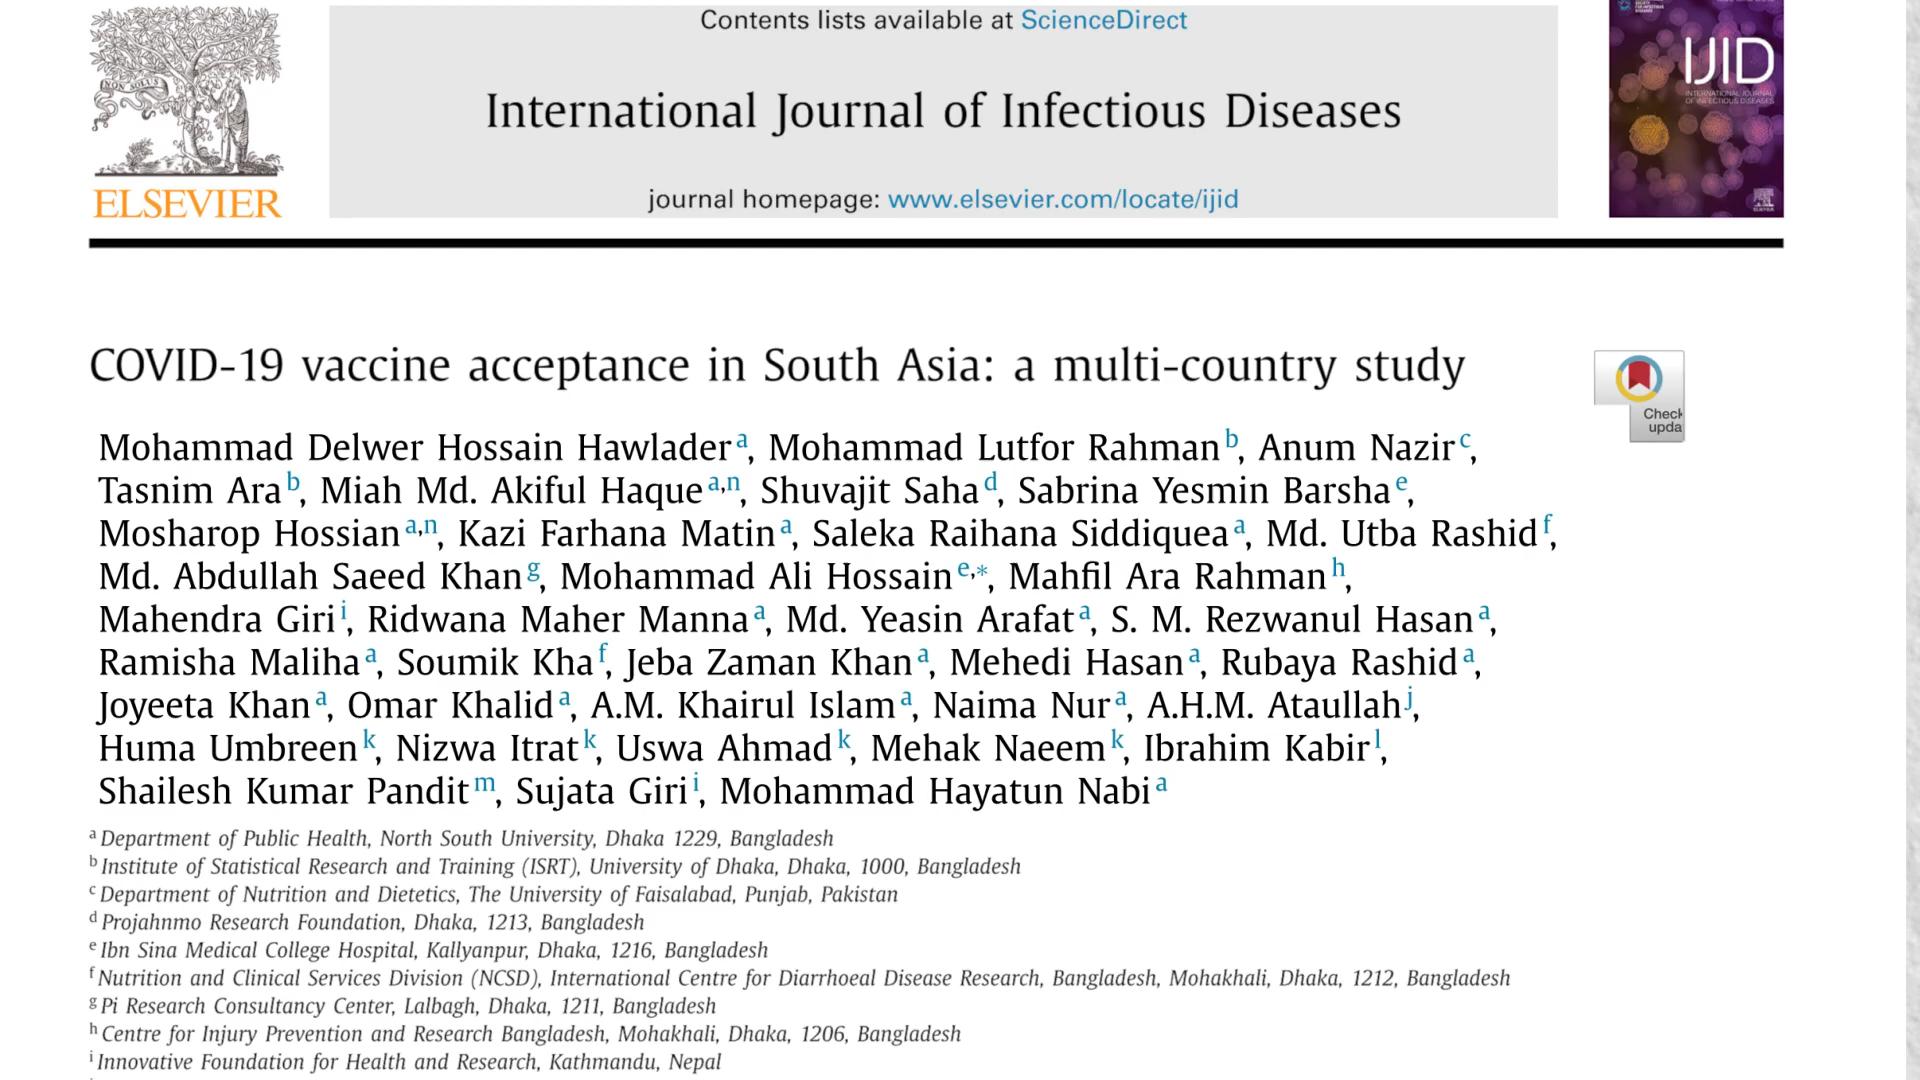 Contents lists available at ScienceDirect
International Journal of Infectious Diseases
journal homepage: www.elsevier.com/locate/ijid
NON SOLUS
ELSEVIER
IJID
INTERNATIONAL JOURNAL
OF INFECTIOUS DISEASES
COVID-19 vaccine acceptance in South Asia: a multi-country study
Check
upda
Mohammad Delwer Hossain Hawlader a, Mohammad Lutfor Rahman b, Anum Nazir c,
Tasnim Ara b, Miah Md. Akiful Haque a,n, Shuvajit Saha d, Sabrina Yesmin Barsha e,
Mosharop Hossian a,n, Kazi Farhana Matin a, Saleka Raihana Siddiquea a, Md. Utba Rashid f,
Md. Abdullah Saeed Khan g, Mohammad Ali Hossain e,*, Mahfil Ara Rahman h,
Mahendra Giri i, Ridwana Maher Manna a, Md. Yeasin Arafat a, S. M. Rezwanul Hasan a,
Ramisha Maliha a, Soumik Kha f, Jeba Zaman Khan a, Mehedi Hasan a, Rubaya Rashid a,
Joyeeta Khan a, Omar Khalid a, A.M. Khairul Islam a, Naima Nur a, A.H.M. Ataullah j,
Huma Umbreen k, Nizwa Itrat k, Uswa Ahmad k, Mehak Naeem k, Ibrahim Kabir l,
Shailesh Kumar Pandit m, Sujata Giri i, Mohammad Hayatun Nabi a
a Department of Public Health, North South University, Dhaka 1229, Bangladesh
b Institute of Statistical Research and Training (ISRT), University of Dhaka, Dhaka, 1000, Bangladesh
c Department of Nutrition and Dietetics, The University of Faisalabad, Punjab, Pakistan
d Projahnmo Research Foundation, Dhaka, 1213, Bangladesh
e Ibn Sina Medical College Hospital, Kallyanpur, Dhaka, 1216, Bangladesh
f Nutrition and Clinical Services Division (NCSD), International Centre for Diarrhoeal Disease Research, Bangladesh, Mohakhali, Dhaka, 1212, Bangladesh
g Pi Research Consultancy Center, Lalbagh, Dhaka, 1211, Bangladesh
h Centre for Injury Prevention and Research Bangladesh, Mohakhali, Dhaka, 1206, Bangladesh
i Innovative Foundation for Health and Research, Kathmandu, Nepal